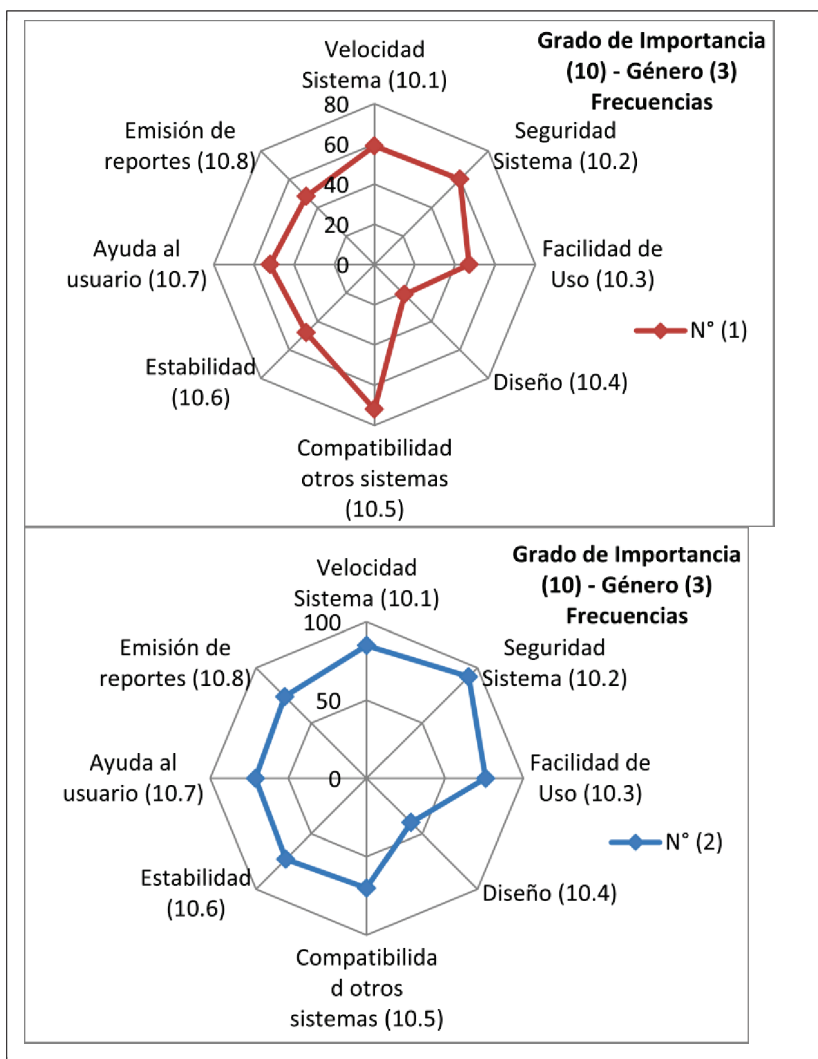 Grado de Importancia
(10) - Género (3)
Frecuencias
Velocidad
Sistema (10.1)
Seguridad
Sistema (10.2)
Facilidad de
Uso (10.3)
Diseño (10.4)
Compatibilidad
otros sistemas
(10.5)
Estabilidad
(10.6)
Ayuda al
usuario (10.7)
Emisión de
reportes (10.8)
80
60
40
20
0
N° (1)
Grado de Importancia
(10) - Género (3)
Frecuencias
Velocidad
Sistema (10.1)
Seguridad
Sistema (10.2)
Facilidad de
Uso (10.3)
Diseño (10.4)
Compatibilida
d otros
sistemas (10.5)
Estabilidad
(10.6)
Ayuda al
usuario (10.7)
Emisión de
reportes (10.8)
100
50
0
N° (2)